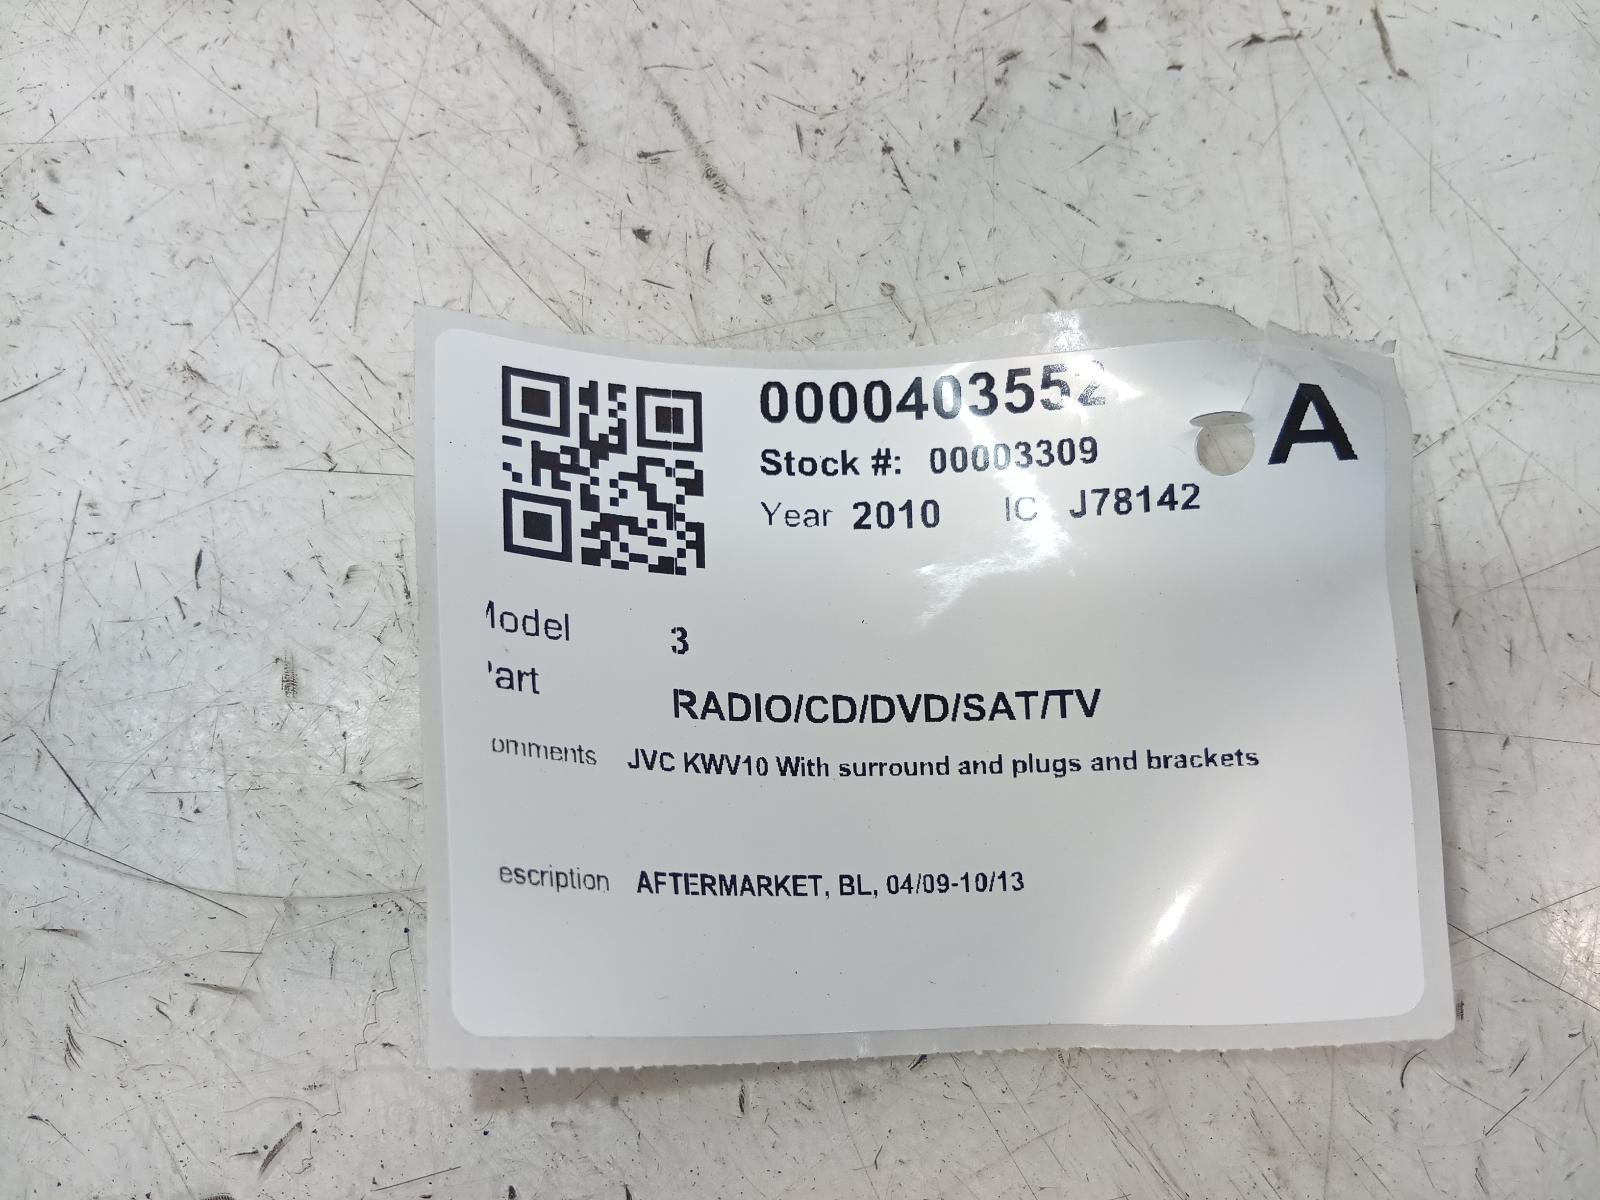 0000403552
A
Stock #: 00003309
Year 2010 IC J78142
Model 3
Part
RADIO/CD/DVD/SAT/TV
omments JVC KWV10 With surround and plugs and brackets
escription AFTERMARKET, BL, 04/09-10/13